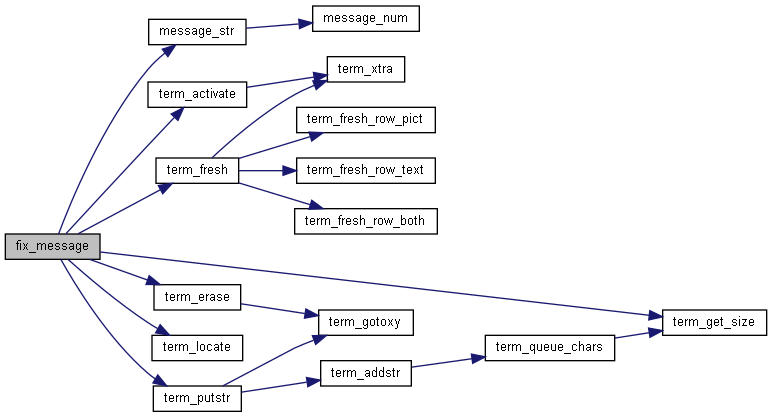 message_str
message_num
term_activate
term_xtra
term_fresh_row_pict
term_fresh
term_fresh_row_text
term_fresh_row_both
fix_message
term_erase
term_gotoxy
term_get_size
term_locate
term_queue_chars
term_addstr
term_putstr